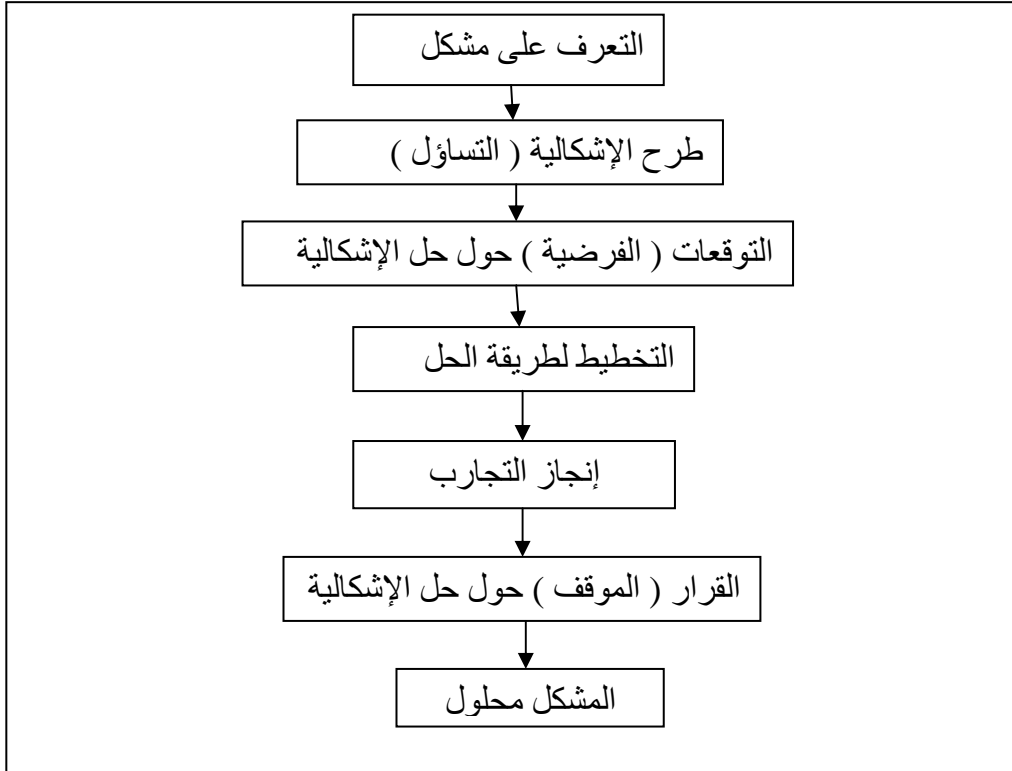 التعرف على مشكل
طرح الإشكالية ( التساؤل )
التوقعات ( الفرضية ) حول حل الإشكالية
التخطيط لطريقة الحل
إنجاز التجارب
القرار ( الموقف ) حول حل الإشكالية
المشكل محلول